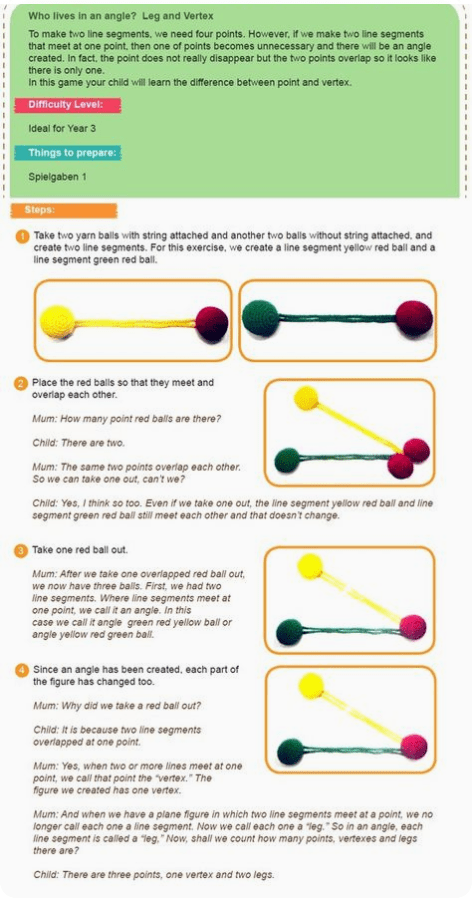 Who lives in an angle?  Leg and Vertex
To make two line segments, we need four points. However, if we make two line segments
that meet at one point, then one of points becomes unnecessary and there will be an angle
created. In fact, the point does not really disappear but the two points overlap so it looks like
there is only one.
In this game your child will learn the difference between point and vertex.
Difficulty Level:
Ideal for Year 3
Things to prepare:
Spielgaben 1
Steps:
1 Take two yarn balls with string attached and another two balls without string attached, and
create two line segments. For this exercise, we create a line segment yellow red ball and a
line segment green red ball.
2 Place the red balls so that they meet and
overlap each other.
Mum: How many point red balls are there?
Child: There are two.
Mum: The same two points overlap each other.
So we can take one out, can't we?
Child: Yes, I think so too. Even if we take one out, the line segment yellow red ball and line
segment green red ball still meet each other and that doesn't change.
3 Take one red ball out.
Mum: After we take one overlapped red ball out,
we now have three balls. First, we had two
line segments. Where line segments meet at
one point, we call it an angle. In this
case we call it angle  green red yellow ball or
angle yellow red green ball.
4 Since an angle has been created, each part of
the figure has changed too.
Mum: Why did we take a red ball out?
Child: It is because two line segments
overlapped at one point.
Mum: Yes, when two or more lines meet at one
point, we call that point the "vertex." The
figure we created has one vertex.
Mum: And when we have a plane figure in which two line segments meet at a point, we no
longer call each one a line segment. Now we call each one a "leg." So in an angle, each
line segment is called a "leg." Now, shall we count how many points, vertexes and legs
there are?
Child: There are three points, one vertex and two legs.